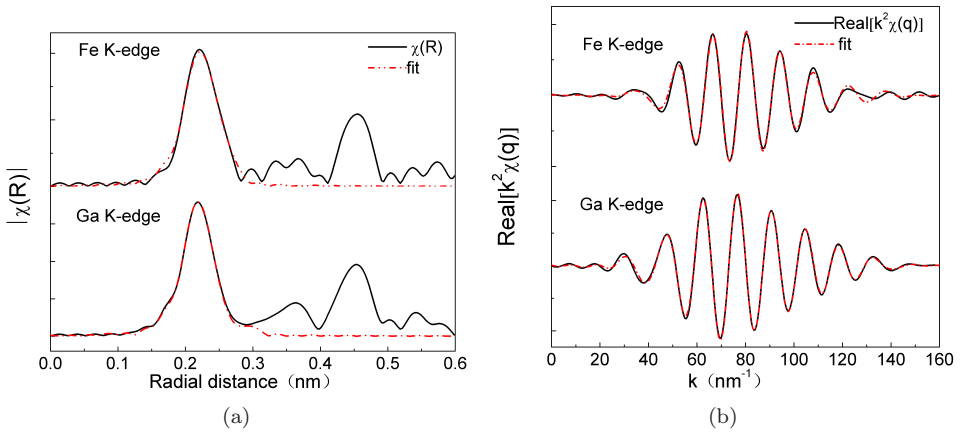 Fe K-edge
χ(R)
fit
Ga K-edge
|χ(R)|
0.0 0.1 0.2 0.3 0.4 0.5 0.6
Radial distance（nm）
(a)
Fe K-edge
Real[k²χ(q)]
fit
Ga K-edge
Real[k²χ(q)]
0 20 40 60 80 100 120 140 160
k（nm⁻¹）
(b)